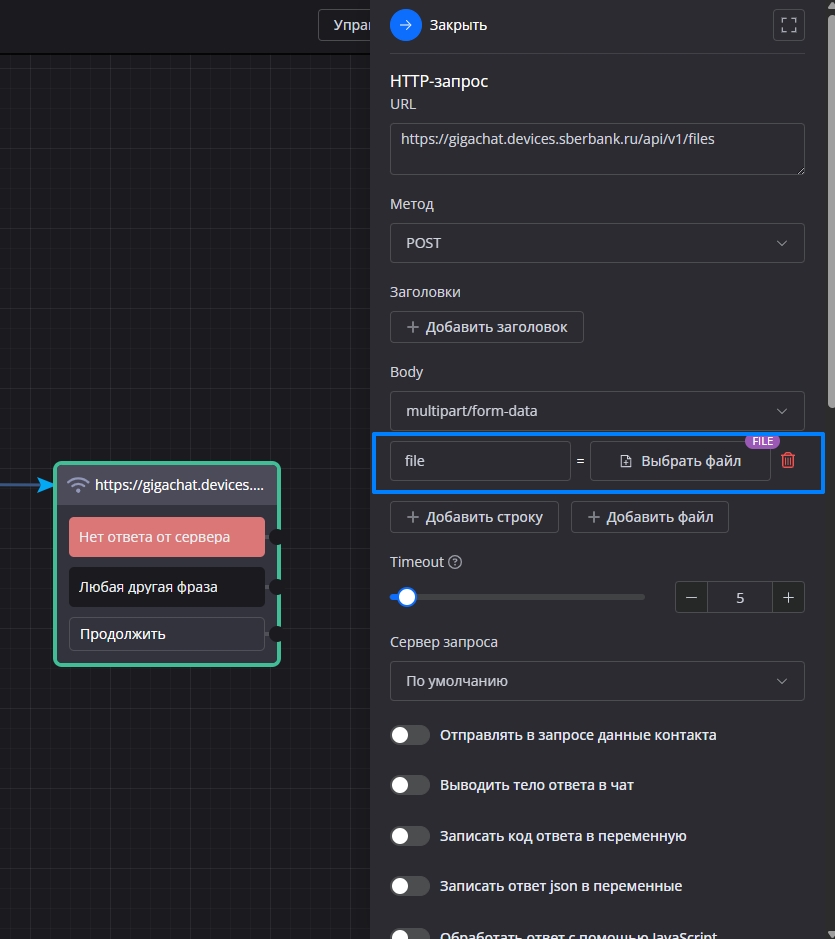 Управ
Закрыть
HTTP-запрос
URL
https://gigachat.devices.sberbank.ru/api/v1/files
Метод
POST
Заголовки
Добавить заголовок
Body
multipart/form-data
FILE
file = Выбрать файл
Добавить строку Добавить файл
Timeout
5
Сервер запроса
По умолчанию
Отправлять в запросе данные контакта
Выводить тело ответа в чат
Записать код ответа в переменную
Записать ответ json в переменные
Обработать ответ с помощью JavaScript
https://gigachat.devices....
Нет ответа от сервера
Любая другая фраза
Продолжить